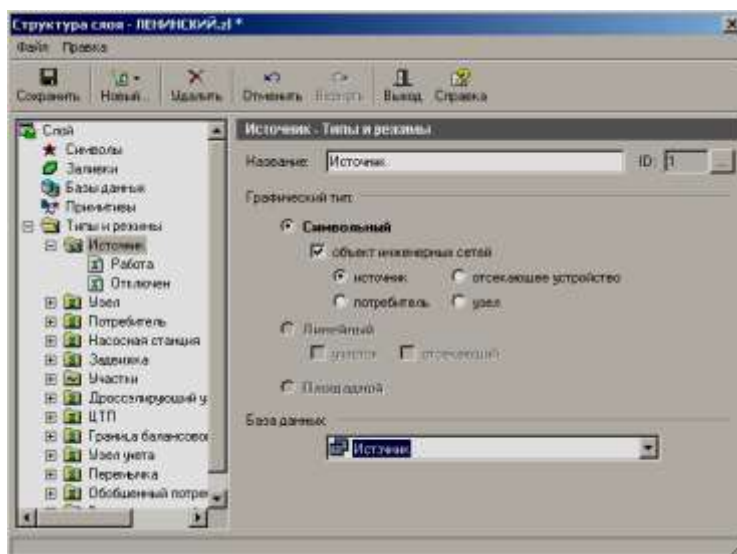 Структура слоя - ЛЕНИНСКИЙ.zl *
Файл Правка
Сохранить Новый... Удалить Отменить Вернуть Выход Справка
Слой
Символы
Заливки
Базы данных
Примитивы
Типы и режимы
Источник
Работа
Отключен
Узел
Потребитель
Насосная станция
Задвижка
Участки
Дросселирующий у
ЦТП
Граница балансово
Узел учета
Перемычка
Обобщенный потре
Источник - Типы и режимы
Название: Источник ID: 1 ...
Графический тип:
Символьный
объект инженерных сетей
источник отсекающее устройство
потребитель узел
Линейный
участок отсекающий
Площадной
База данных:
Источник